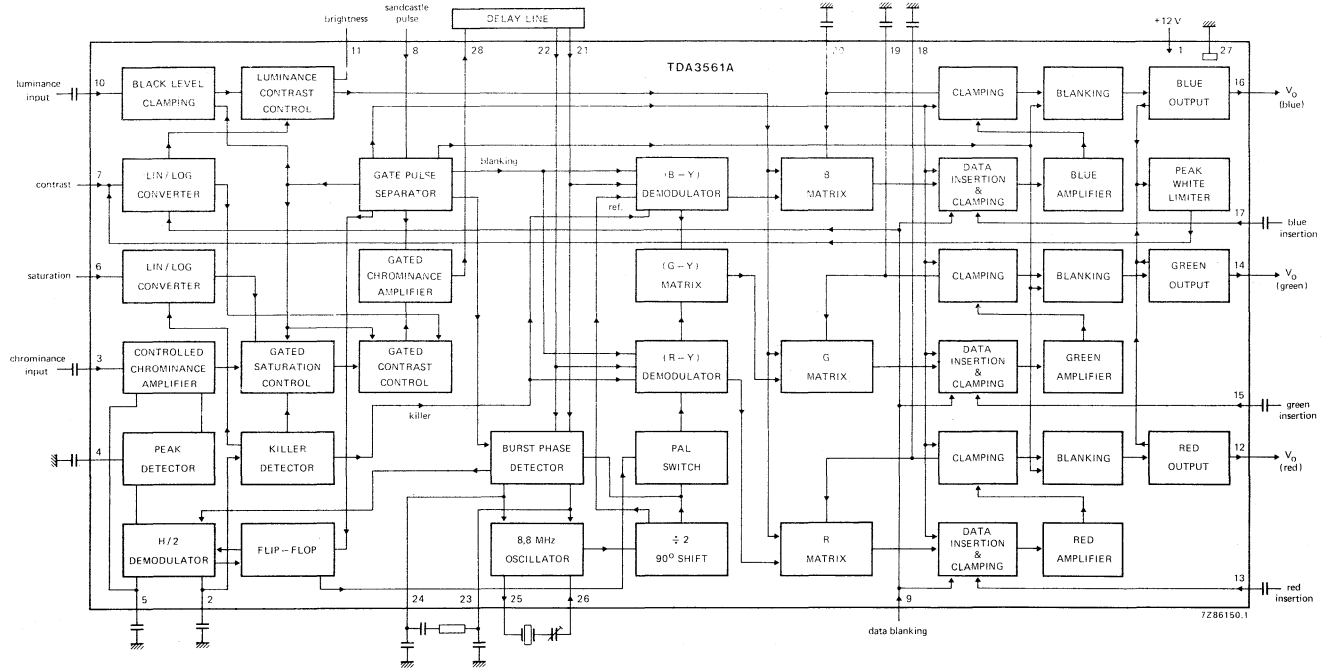 brightness
sandcastle
pulse
DELAY LINE
+12 V
11
8
28
22
21
20
19
18
1
27
TDA3561A
luminance
input
10
BLACK LEVEL
CLAMPING
LUMINANCE
CONTRAST
CONTROL
CLAMPING
BLANKING
BLUE
OUTPUT
16
VO
(blue)
contrast
7
LIN/LOG
CONVERTER
GATE PULSE
SEPARATOR
blanking
ref.
(B-Y)
DEMODULATOR
B
MATRIX
DATA
INSERTION
&
CLAMPING
BLUE
AMPLIFIER
PEAK
WHITE
LIMITER
17
blue
insertion
saturation
6
LIN/LOG
CONVERTER
GATED
CHROMINANCE
AMPLIFIER
(G-Y)
MATRIX
CLAMPING
BLANKING
GREEN
OUTPUT
14
VO
(green)
chrominance
input
3
CONTROLLED
CHROMINANCE
AMPLIFIER
GATED
SATURATION
CONTROL
GATED
CONTRAST
CONTROL
(R-Y)
DEMODULATOR
G
MATRIX
DATA
INSERTION
&
CLAMPING
GREEN
AMPLIFIER
15
green
insertion
killer
4
PEAK
DETECTOR
KILLER
DETECTOR
BURST PHASE
DETECTOR
PAL
SWITCH
CLAMPING
BLANKING
RED
OUTPUT
12
VO
(red)
H/2
DEMODULATOR
FLIP-FLOP
8,8 MHz
OSCILLATOR
÷ 2
90° SHIFT
R
MATRIX
DATA
INSERTION
&
CLAMPING
RED
AMPLIFIER
13
red
insertion
5
2
24
23
25
26
9
data blanking
7Z86150.1